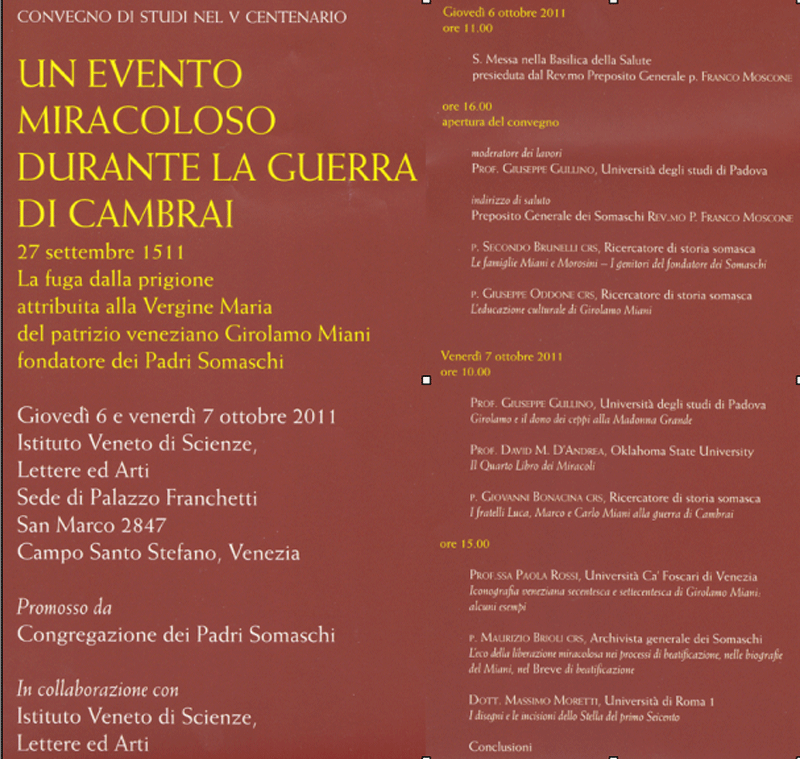 CONVEGNO DI STUDI NEL V CENTENARIO
UN EVENTO
MIRACOLOSO
DURANTE LA GUERRA
DI CAMBRAI
27 settembre 1511
La fuga dalla prigione
attribuita alla Vergine Maria
del patrizio veneziano Girolamo Miani
fondatore dei Padri Somaschi
Giovedì 6 e venerdì 7 ottobre 2011
Istituto Veneto di Scienze,
Lettere ed Arti
Sede di Palazzo Franchetti
San Marco 2847
Campo Santo Stefano, Venezia
Promosso da
Congregazione dei Padri Somaschi
In collaborazione con
Istituto Veneto di Scienze,
Lettere ed Arti
Giovedì 6 ottobre 2011
ore 11.00
S. Messa nella Basilica della Salute
presieduta dal Rev.mo Preposito Generale p. FRANCO MOSCONE
ore 16.00
apertura del convegno
moderatore dei lavori
PROF. GIUSEPPE GULLINO, Università degli studi di Padova
indirizzo di saluto
Preposito Generale dei Somaschi REV.MO P. FRANCO MOSCONE
P. SECONDO BRUNELLI CRS, Ricercatore di storia somasca
Le famiglie Miani e Morosini – I genitori del fondatore dei Somaschi
P. GIUSEPPE ODDONE CRS, Ricercatore di storia somasca
L'educazione culturale di Girolamo Miani
Venerdì 7 ottobre 2011
ore 10.00
PROF. GIUSEPPE GULLINO, Università degli studi di Padova
Girolamo e il dono dei ceppi alla Madonna Grande
PROF. DAVID M. D'ANDREA, Oklahoma State University
Il Quarto Libro dei Miracoli
P. GIOVANNI BONACINA CRS, Ricercatore di storia somasca
I fratelli Luca, Marco e Carlo Miani alla guerra di Cambrai
ore 15.00
PROF.SSA PAOLA ROSSI, Università Ca' Foscari di Venezia
Iconografia veneziana secentesca e settecentesca di Girolamo Miani:
alcuni esempi
P. MAURIZIO BRIOLI CRS, Archivista generale dei Somaschi
L'eco della liberazione miracolosa nei processi di beatificazione, nelle biografie
del Miani, nel Breve di beatificazione
DOTT. MASSIMO MORETTI, Università di Roma 1
I disegni e le incisioni dello Stella del primo Seicento
Conclusioni